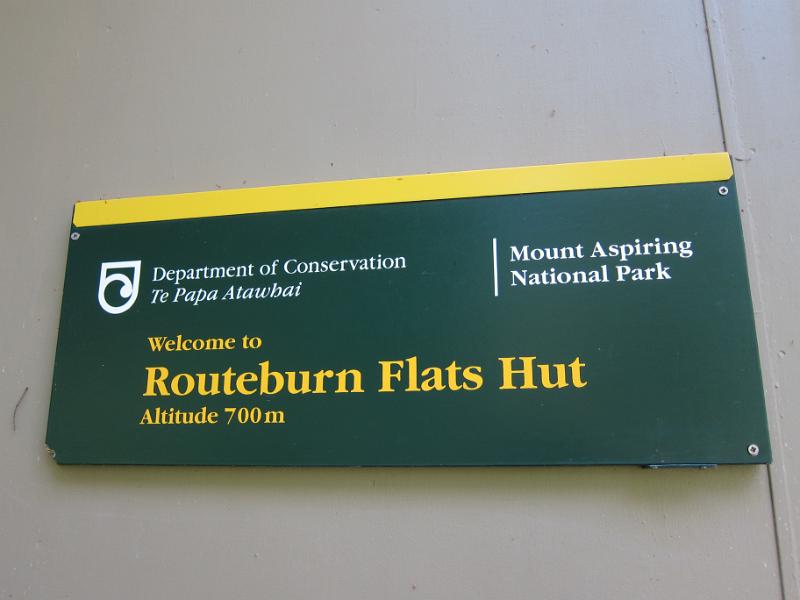 Department of Conservation
Te Papa Atawhai
Mount Aspiring
National Park
Welcome to
Routeburn Flats Hut
Altitude 700m